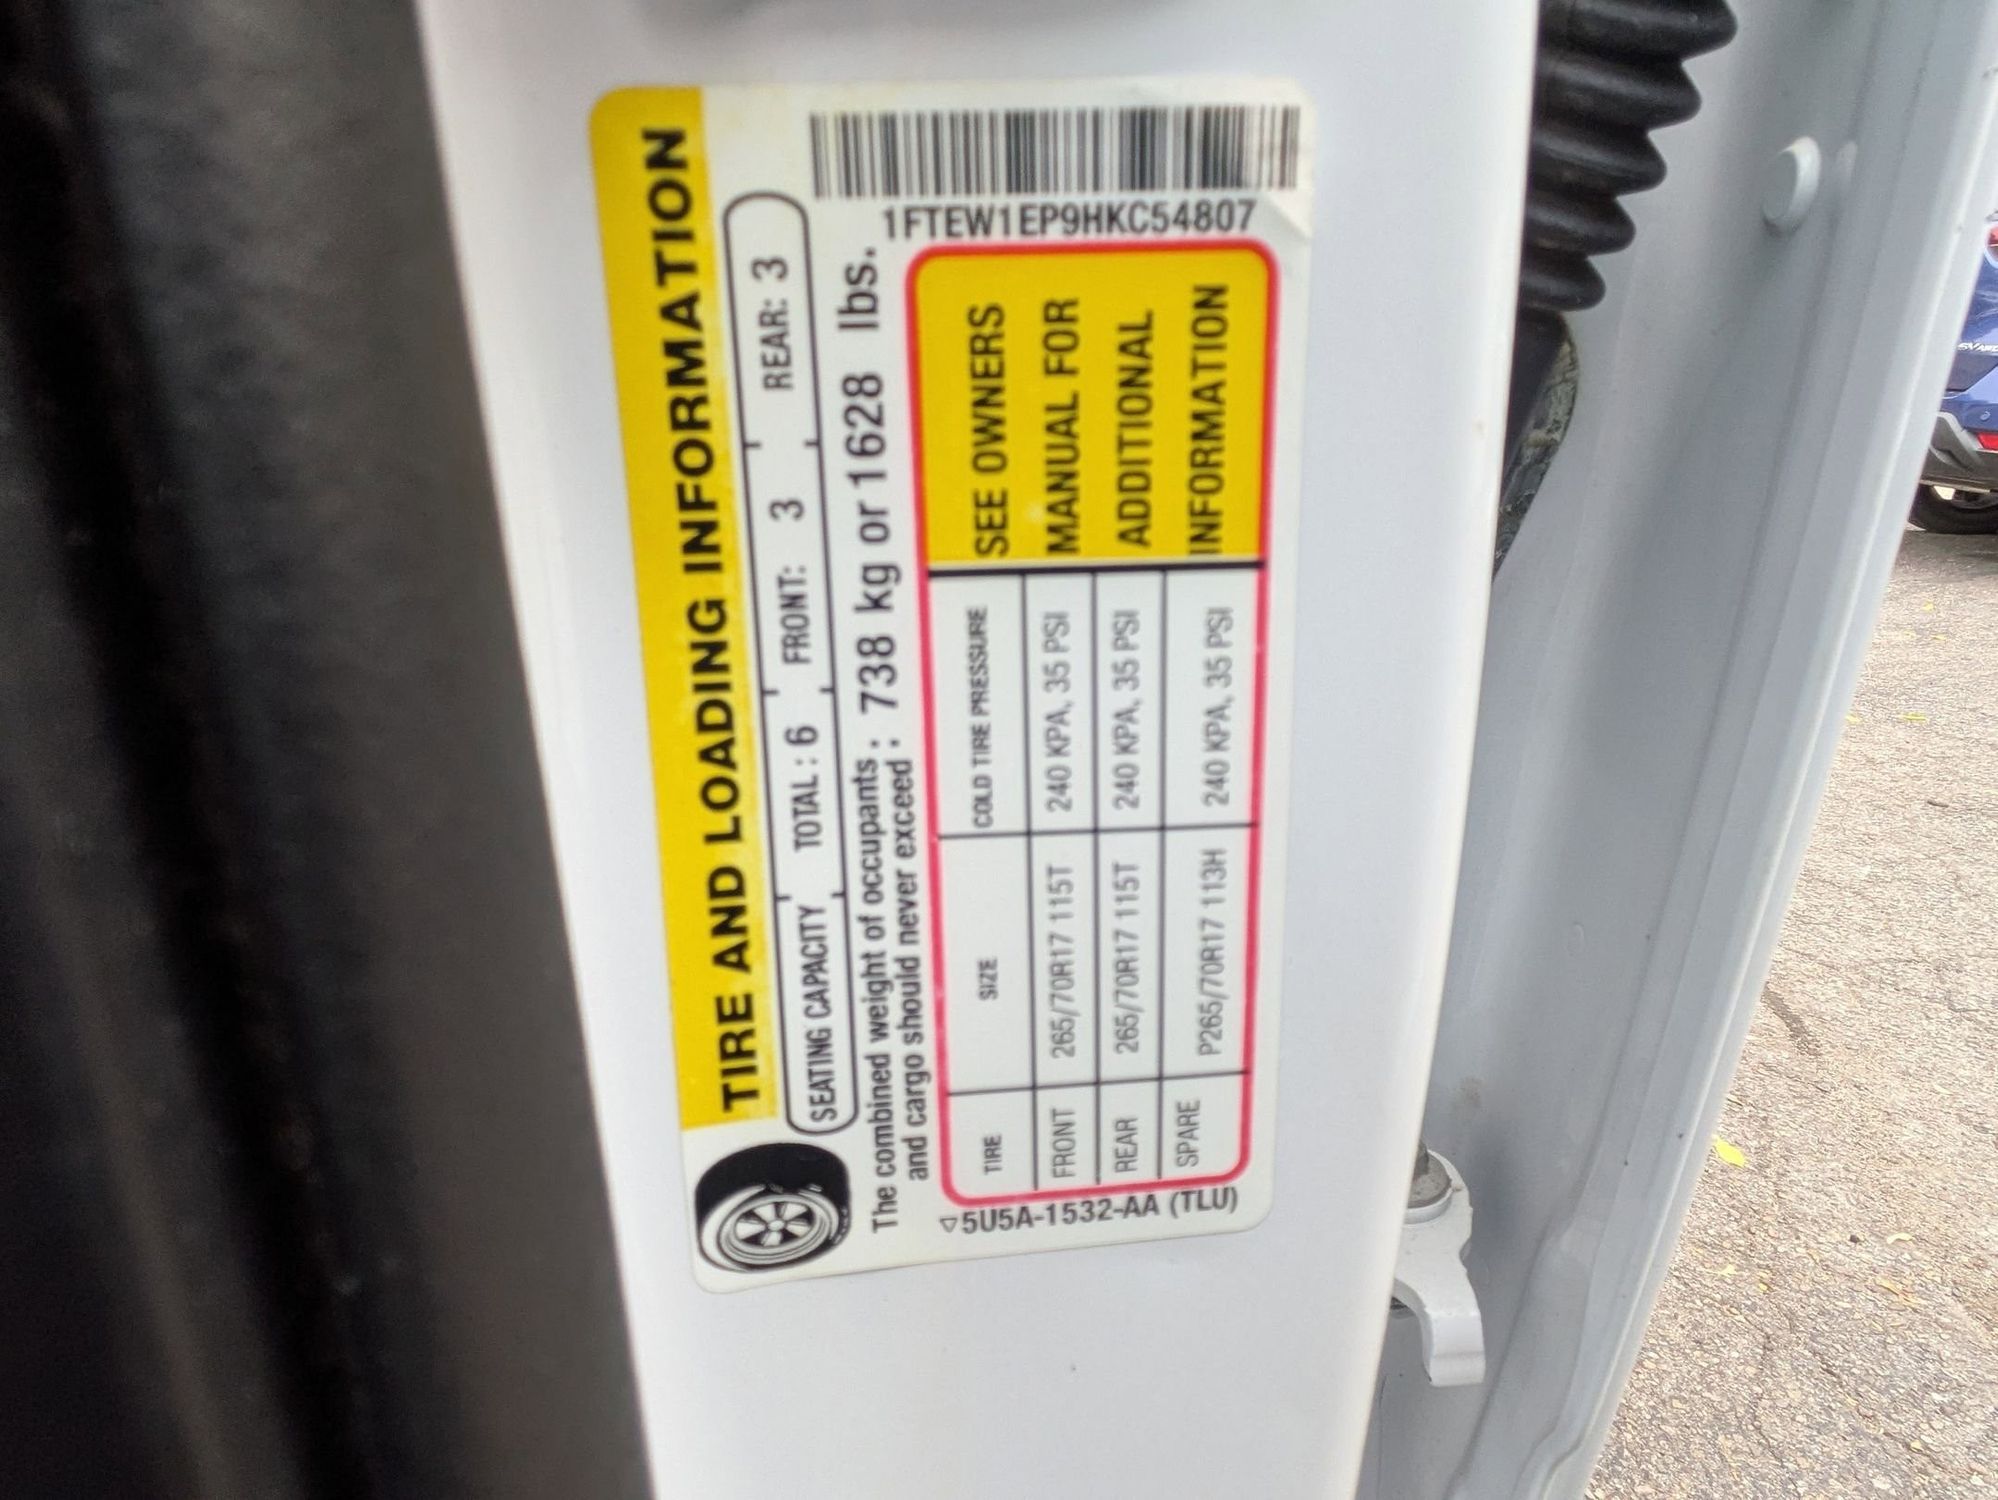 TIRE AND LOADING INFORMATION
SEATING CAPACITY TOTAL : 6 FRONT: 3 REAR: 3
The combined weight of occupants : 738 kg or 1628 lbs.
and cargo should never exceed :
1FTEW1EP9HKC54807
TIRE SIZE COLD TIRE PRESSURE
FRONT 265/70R17 115T 240 KPA, 35 PSI
REAR 265/70R17 115T 240 KPA, 35 PSI
SPARE P265/70R17 113H 240 KPA, 35 PSI
SEE OWNERS
MANUAL FOR
ADDITIONAL
INFORMATION
▽5U5A-1532-AA (TLU)